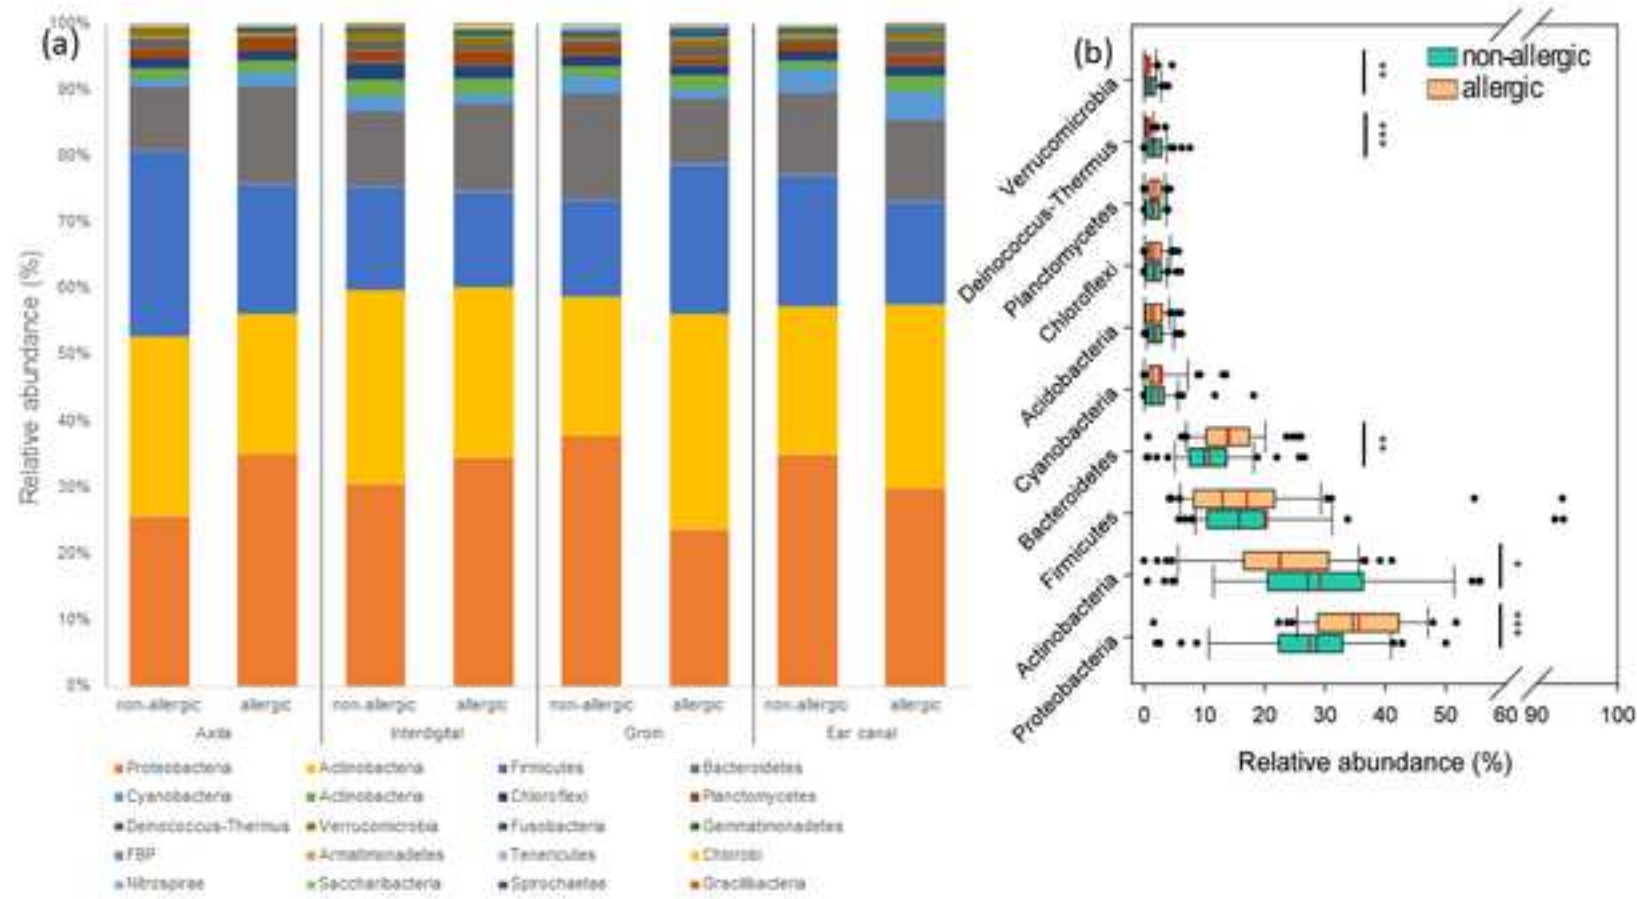 (a)
100%
90%
80%
70%
60%
50%
40%
30%
20%
10%
0%
Relative abundance (%)
non-allergic allergic non-allergic allergic non-allergic allergic non-allergic allergic
Axilla Interdigital Groin Ear canal
Proteobacteria Actinobacteria Firmicutes Bacteroidetes
Cyanobacteria Actinobacteria Chloroflexi Planctomycetes
Deinococcus-Thermus Verrucomicrobia Fusobacteria Gemmatimonadetes
FBP Armatimonadetes Tenericutes Chlorobi
Nitrospirae Saccharibacteria Sprochaetae Gracilibacteria
(b)
non-allergic
allergic
Verrucomicrobia
Deinococcus-Thermus
Planctomycetes
Chloroflexi
Acidobacteria
Cyanobacteria
Bacteroidetes
Firmicutes
Actinobacteria
Proteobacteria
**
***
**
*
***
0 10 20 30 40 50 60 90 100
Relative abundance (%)